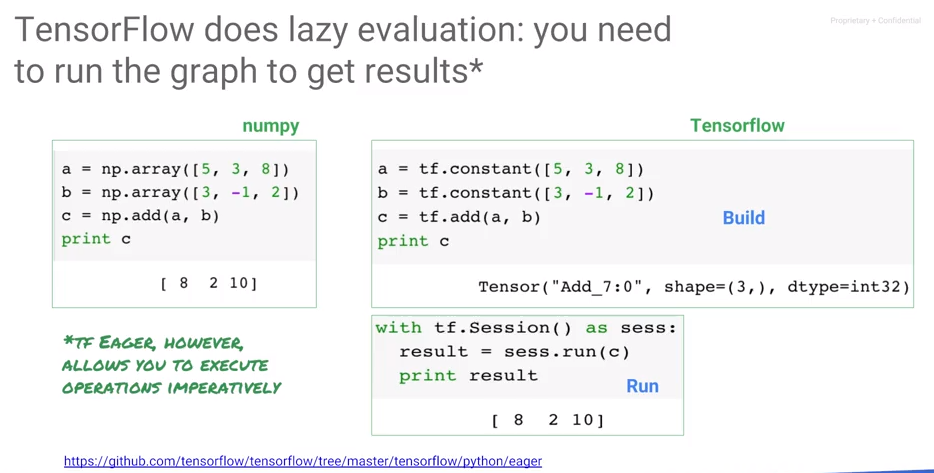 TensorFlow does lazy evaluation: you need
to run the graph to get results*
Proprietary + Confidential
numpy
a = np.array([5, 3, 8])
b = np.array([3, -1, 2])
c = np.add(a, b)
print c
[ 8 2 10]
Tensorflow
a = tf.constant([5, 3, 8])
b = tf.constant([3, -1, 2])
c = tf.add(a, b)
print c
Build
Tensor("Add_7:0", shape=(3,), dtype=int32)
with tf.Session() as sess:
result = sess.run(c)
print result
Run
[ 8 2 10]
*tf Eager, however,
allows you to execute
operations imperatively
https://github.com/tensorflow/tensorflow/tree/master/tensorflow/python/eager